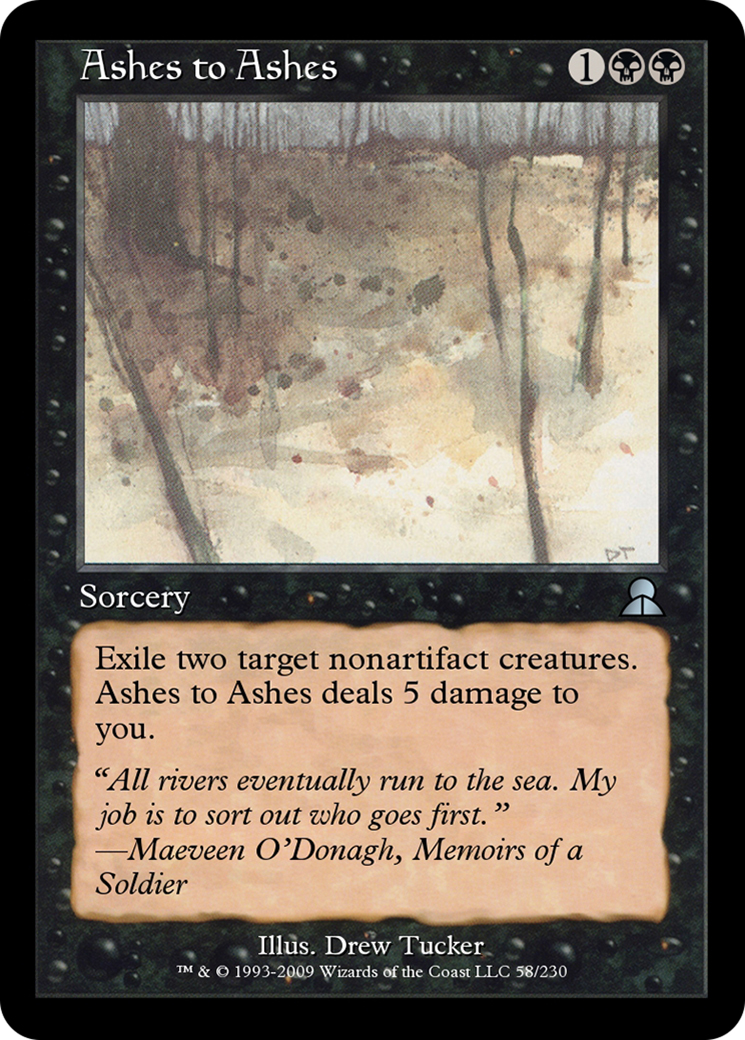 Ashes to Ashes
1
DT
Sorcery
Exile two target nonartifact creatures.
Ashes to Ashes deals 5 damage to
you.
“All rivers eventually run to the sea. My
job is to sort out who goes first.”
—Maeveen O’Donagh, Memoirs of a
Soldier
Illus. Drew Tucker
™ & © 1993-2009 Wizards of the Coast LLC 58/230